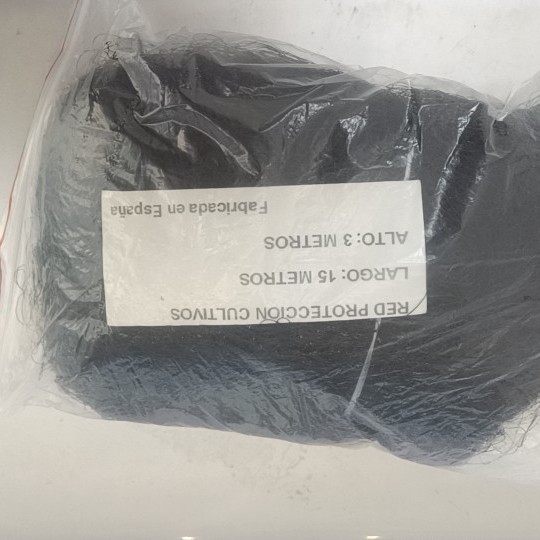 RED PROTECCION CULTIVOS
LARGO: 15 METROS
ALTO: 3 METROS
Fabricada en España